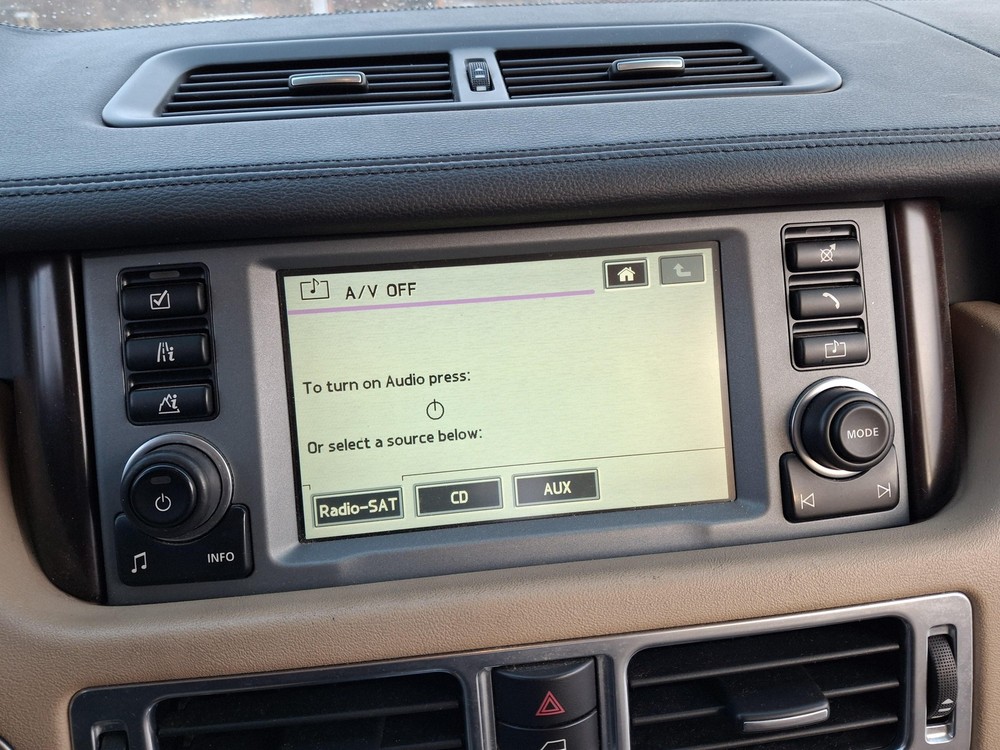 A/V OFF
To turn on Audio press:
Or select a source below:
Radio-SAT CD AUX
MODE
INFO